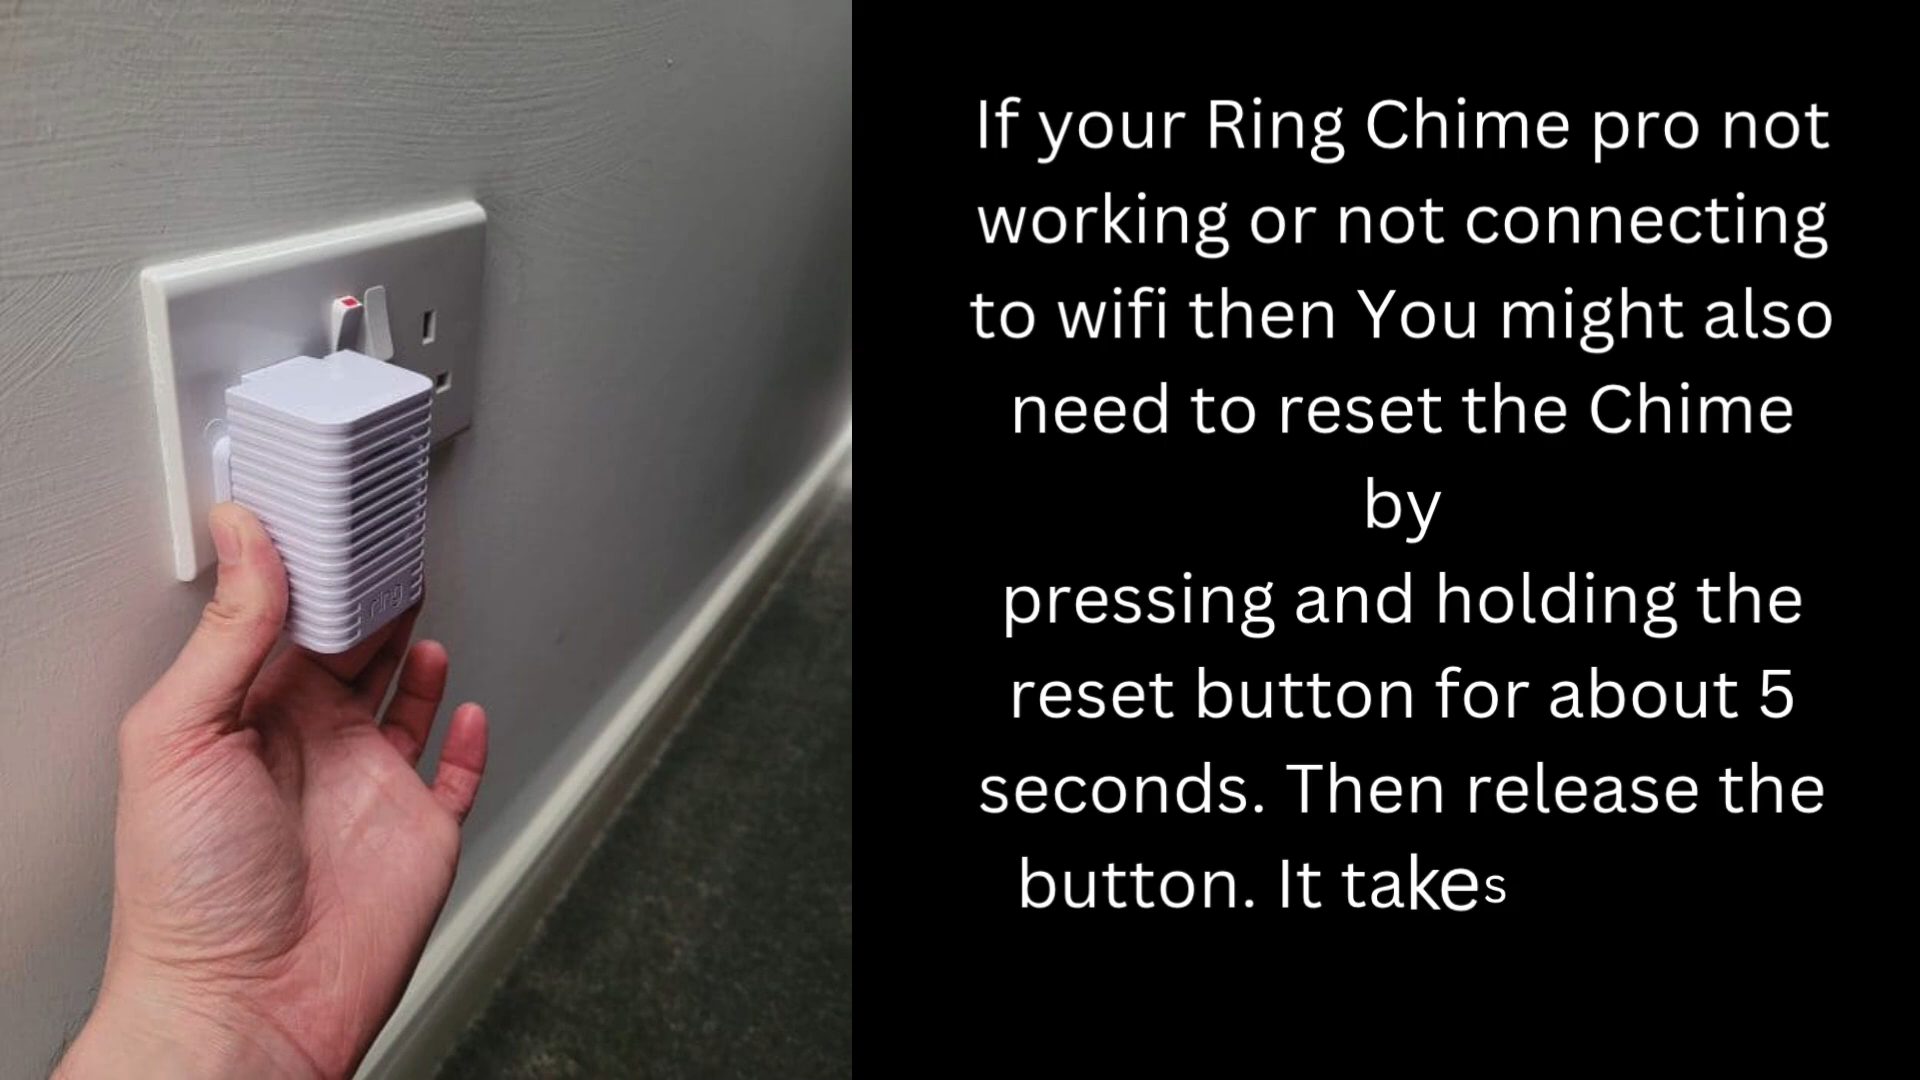 ring
If your Ring Chime pro not
working or not connecting
to wifi then You might also
need to reset the Chime
by
pressing and holding the
reset button for about 5
seconds. Then release the
button. It takes